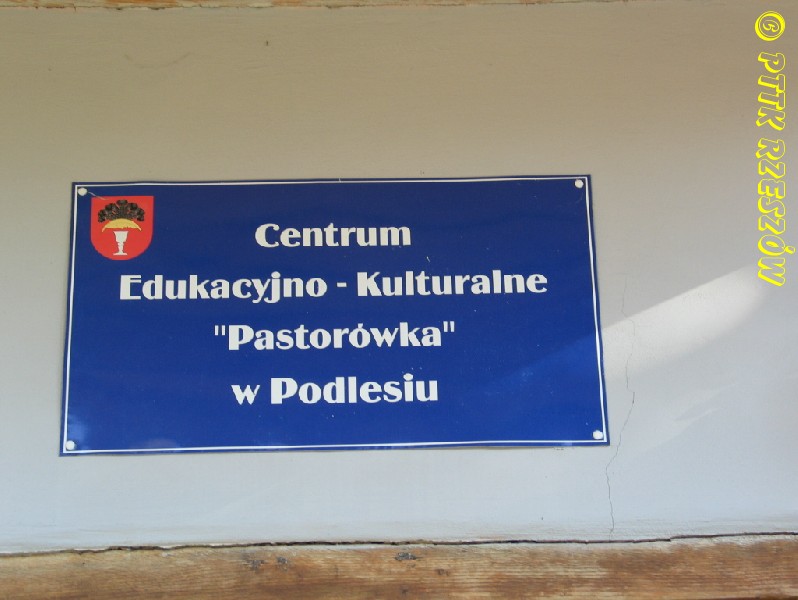 Centrum
Edukacyjno - Kulturalne
"Pastorówka"
w Podlesiu
© PTTK RZESZÓW